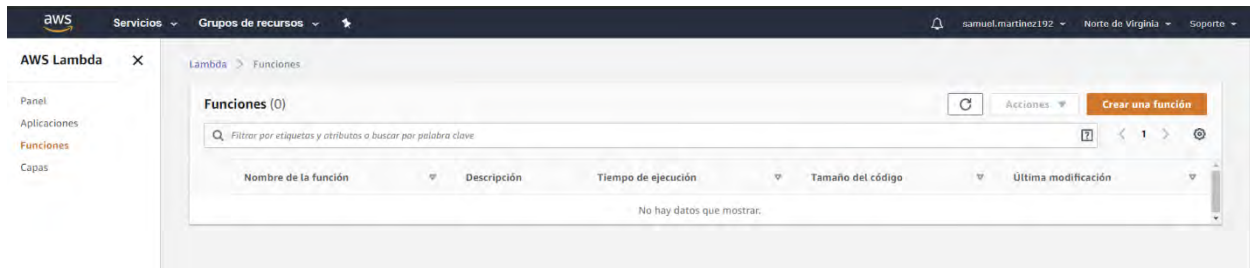 aws Servicios Grupos de recursos samuel.martinez192 Norte de Virginia Soporte
AWS Lambda
Lambda > Funciones
Panel
Aplicaciones
Funciones
Capas
Funciones (0) Acciones Crear una función
Filtrar por etiquetas y atributos o buscar por palabra clave ? < 1 >
Nombre de la función Descripción Tiempo de ejecución Tamaño del código Última modificación
No hay datos que mostrar.